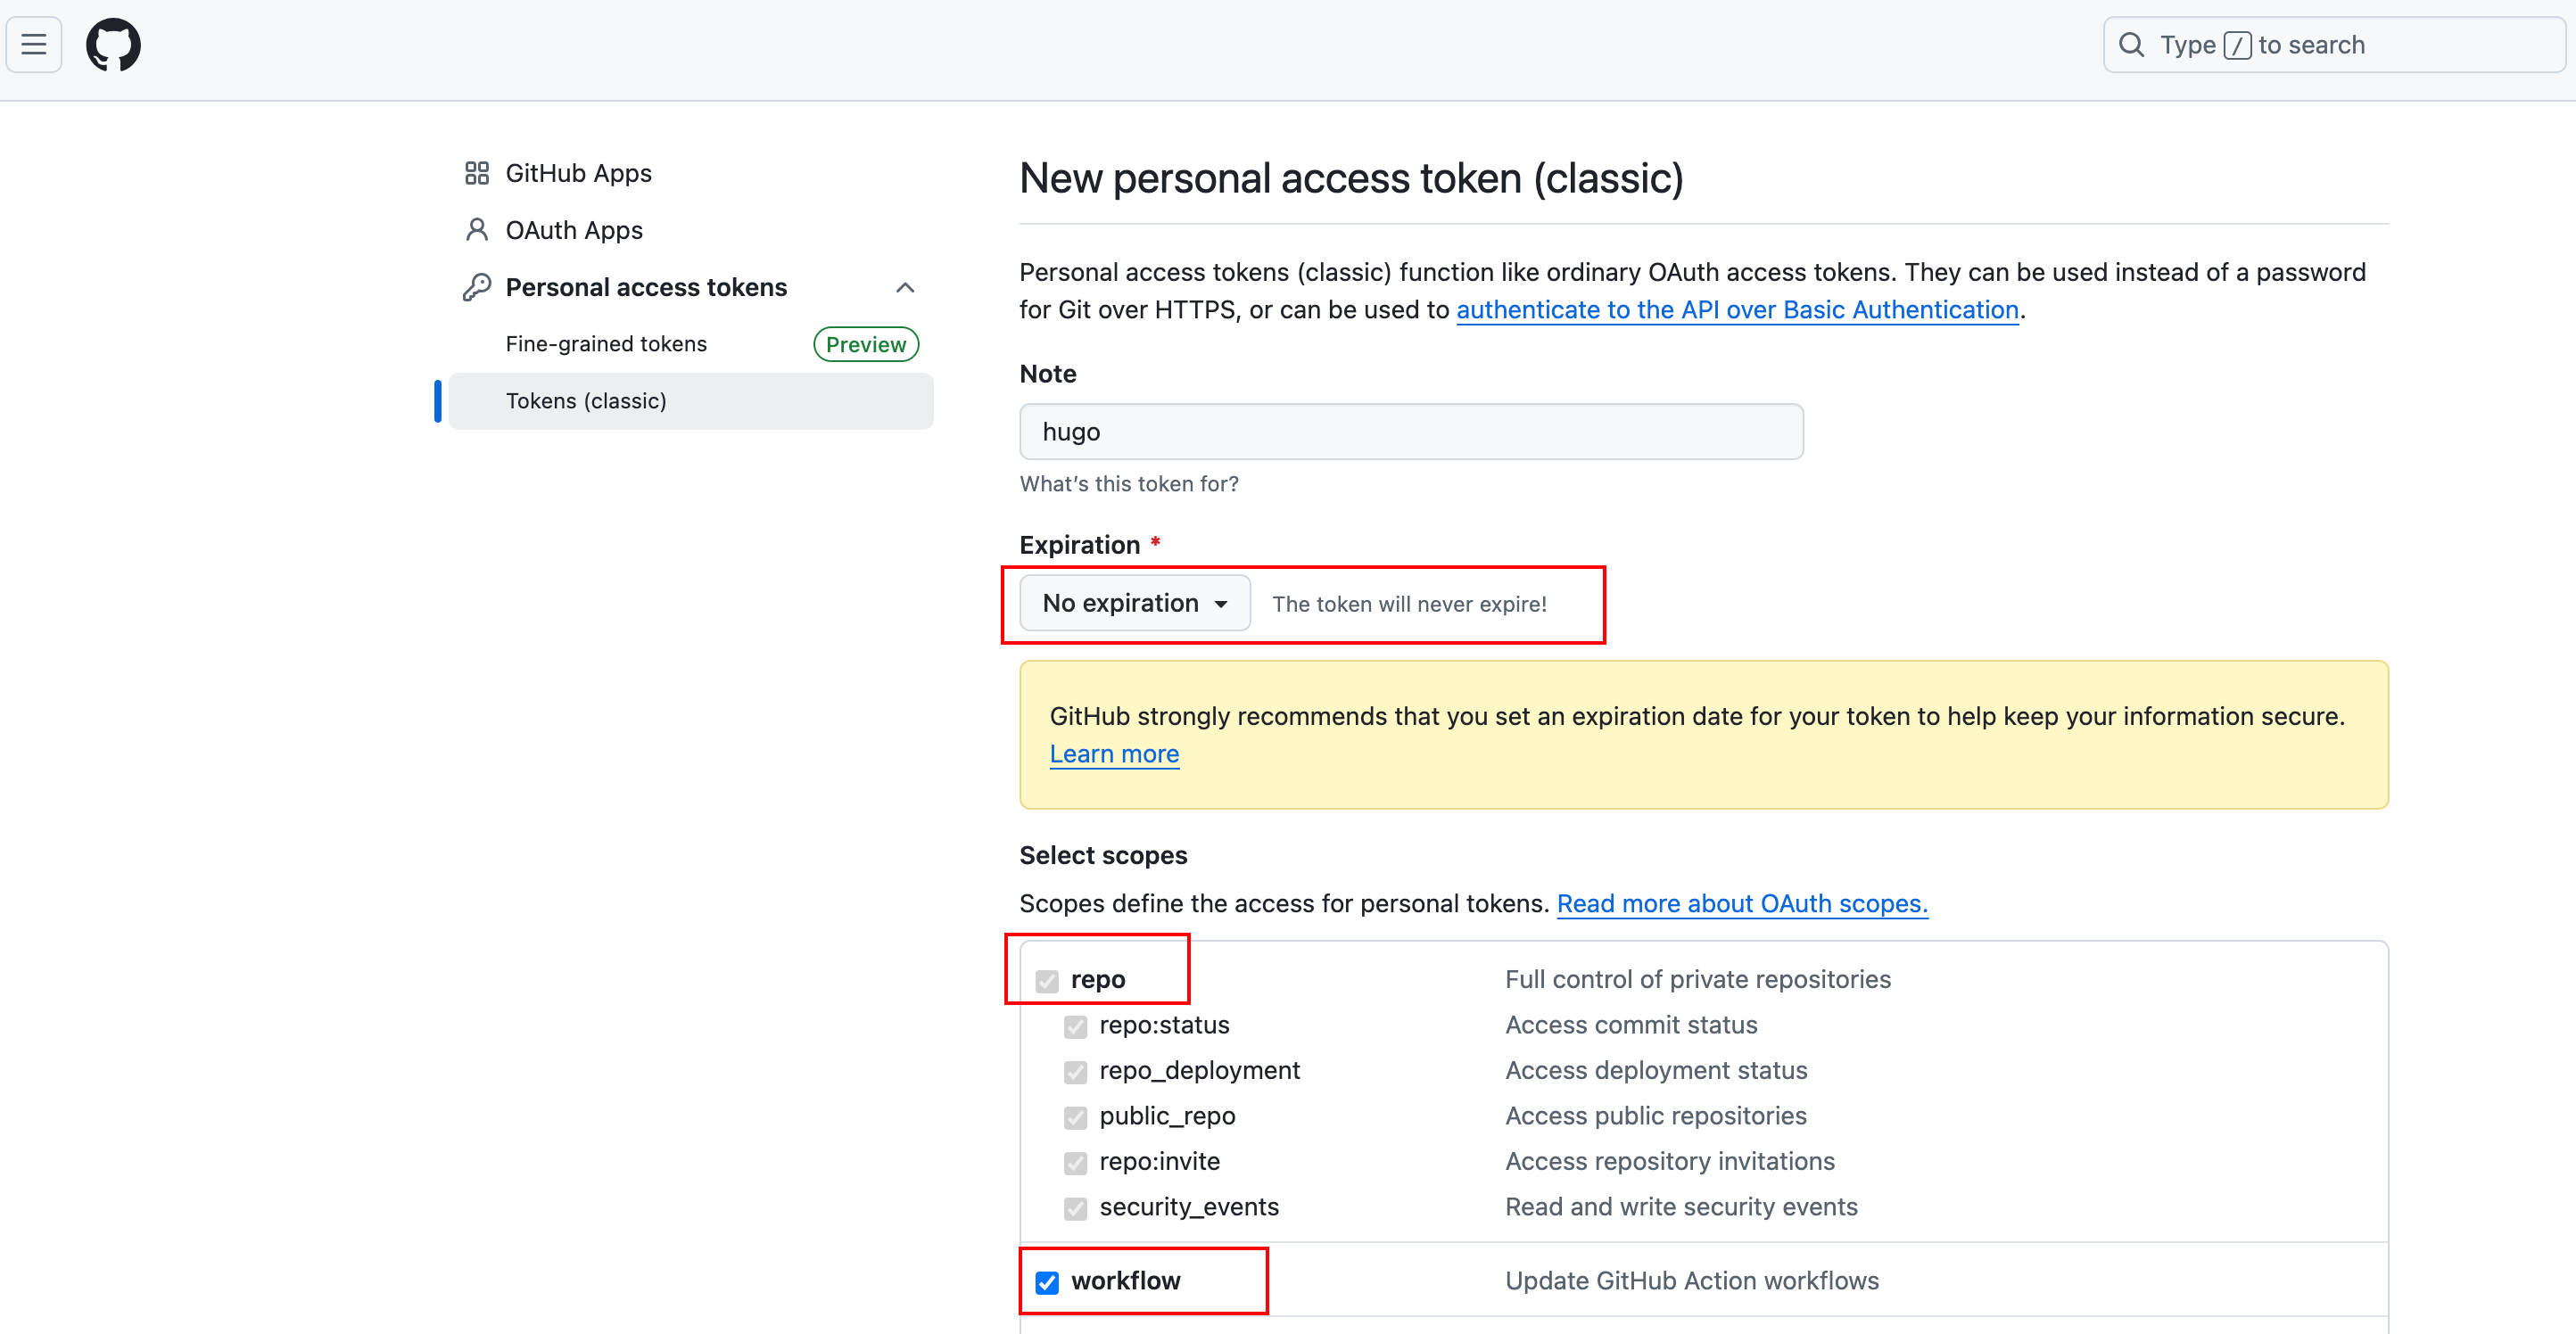 Type / to search
GitHub Apps
OAuth Apps
Personal access tokens
Fine-grained tokens Preview
Tokens (classic)
New personal access token (classic)
Personal access tokens (classic) function like ordinary OAuth access tokens. They can be used instead of a password
for Git over HTTPS, or can be used to authenticate to the API over Basic Authentication.
Note
hugo
What's this token for?
Expiration *
No expiration The token will never expire!
GitHub strongly recommends that you set an expiration date for your token to help keep your information secure.
Learn more
Select scopes
Scopes define the access for personal tokens. Read more about OAuth scopes.
repo Full control of private repositories
repo:status Access commit status
repo_deployment Access deployment status
public_repo Access public repositories
repo:invite Access repository invitations
security_events Read and write security events
workflow Update GitHub Action workflows